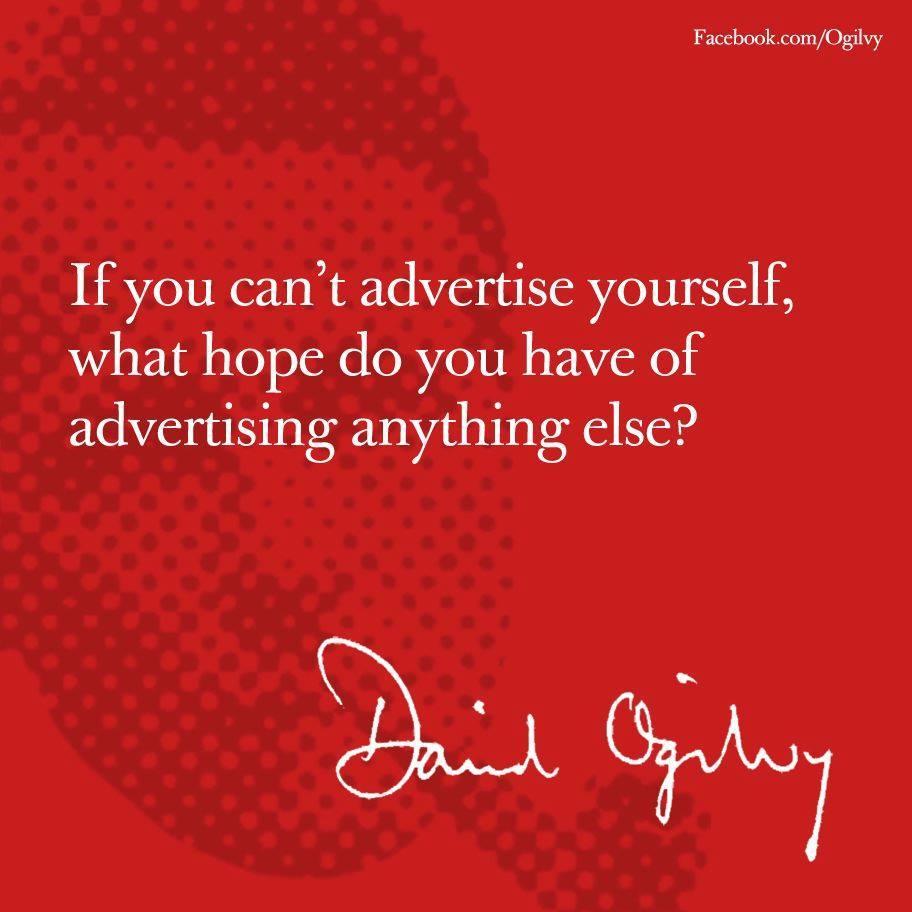 Facebook.com/Ogilvy
If you can’t advertise yourself,
what hope do you have of
advertising anything else?
David Ogilvy